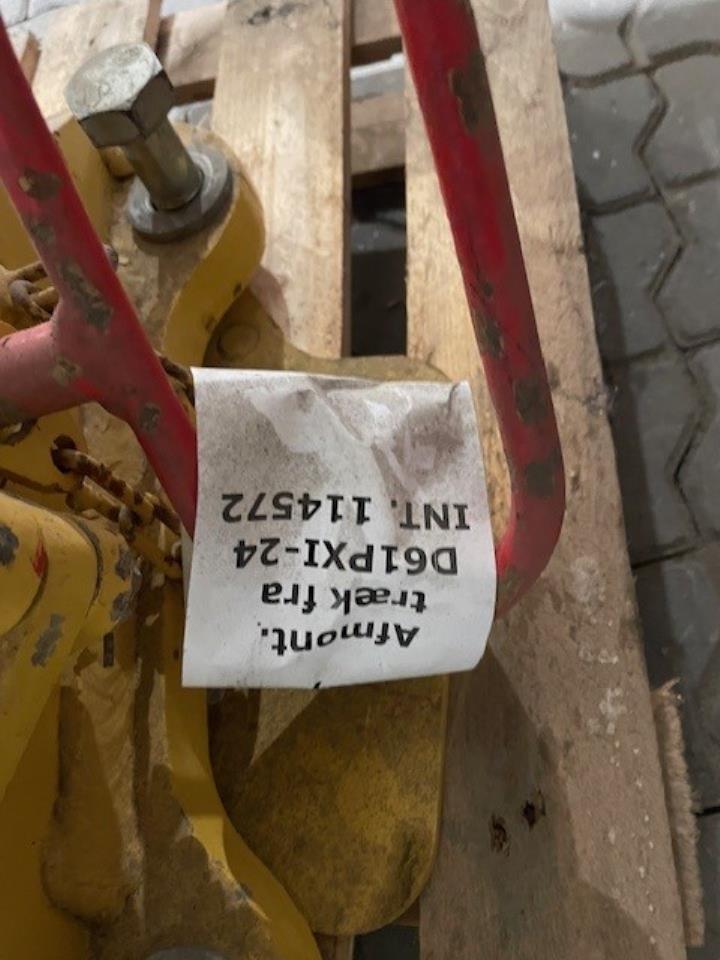 Afmont.
træk fra
D61PXI-24
INT. 114572